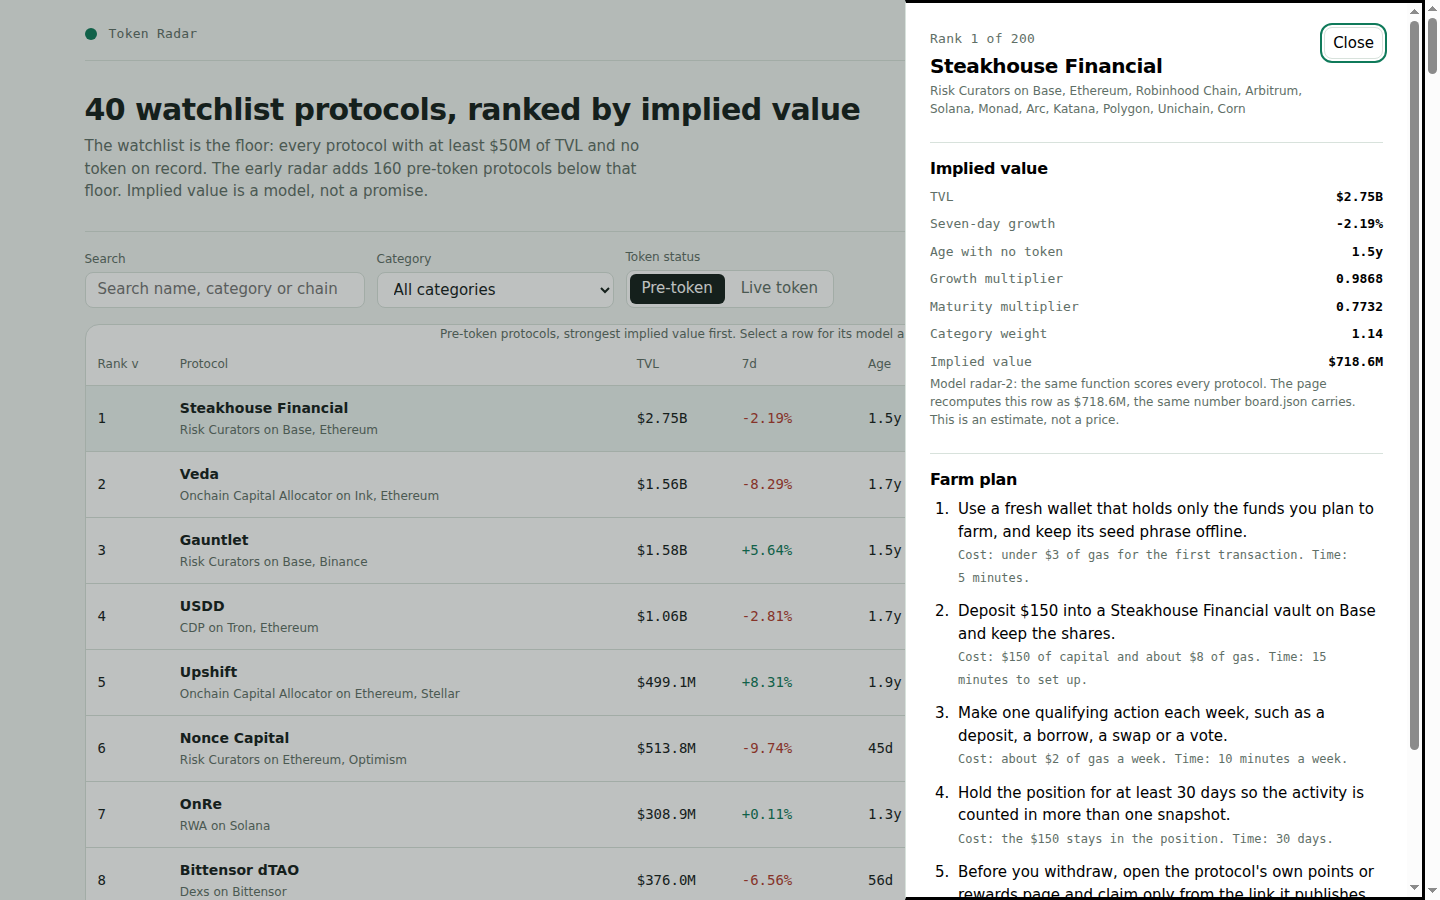 Token Radar
40 watchlist protocols, ranked by implied value
The watchlist is the floor: every protocol with at least $50M of TVL and no
token on record. The early radar adds 160 pre-token protocols below that
floor. Implied value is a model, not a promise.
Search
Category
Token status
Search name, category or chain
All categories
Pre-token
Live token
Pre-token protocols, strongest implied value first. Select a row for its model a
Rank v Protocol TVL 7d Age
1 Steakhouse Financial $2.75B -2.19% 1.5y
Risk Curators on Base, Ethereum
2 Veda $1.56B -8.29% 1.7y
Onchain Capital Allocator on Ink, Ethereum
3 Gauntlet $1.58B +5.64% 1.5y
Risk Curators on Base, Binance
4 USDD $1.06B -2.81% 1.7y
CDP on Tron, Ethereum
5 Upshift $499.1M +8.31% 1.9y
Onchain Capital Allocator on Ethereum, Stellar
6 Nonce Capital $513.8M -9.74% 45d
Risk Curators on Ethereum, Optimism
7 OnRe $308.9M +0.11% 1.3y
RWA on Solana
8 Bittensor dTAO $376.0M -6.56% 56d
Dexs on Bittensor
Rank 1 of 200
Close
Steakhouse Financial
Risk Curators on Base, Ethereum, Robinhood Chain, Arbitrum,
Solana, Monad, Arc, Katana, Polygon, Unichain, Corn
Implied value
TVL $2.75B
Seven-day growth -2.19%
Age with no token 1.5y
Growth multiplier 0.9868
Maturity multiplier 0.7732
Category weight 1.14
Implied value $718.6M
Model radar-2: the same function scores every protocol. The page
recomputes this row as $718.6M, the same number board.json carries.
This is an estimate, not a price.
Farm plan
1. Use a fresh wallet that holds only the funds you plan to
farm, and keep its seed phrase offline.
Cost: under $3 of gas for the first transaction. Time:
5 minutes.
2. Deposit $150 into a Steakhouse Financial vault on Base
and keep the shares.
Cost: $150 of capital and about $8 of gas. Time: 15
minutes to set up.
3. Make one qualifying action each week, such as a
deposit, a borrow, a swap or a vote.
Cost: about $2 of gas a week. Time: 10 minutes a week.
4. Hold the position for at least 30 days so the activity is
counted in more than one snapshot.
Cost: the $150 stays in the position. Time: 30 days.
5. Before you withdraw, open the protocol's own points or
rewards page and claim only from the link it publishes.